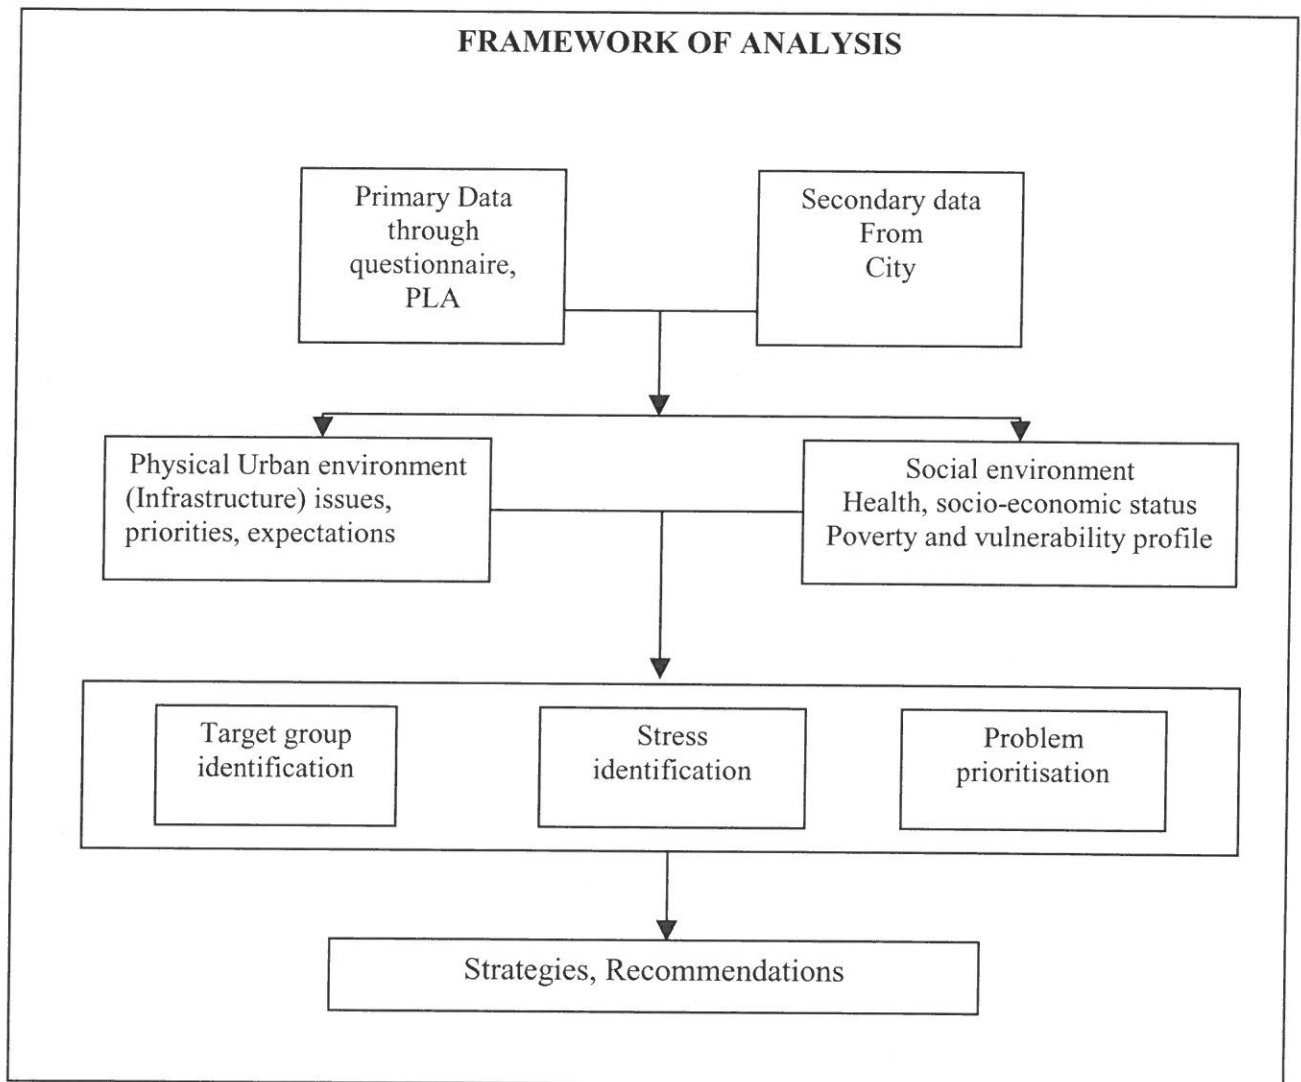 FRAMEWORK OF ANALYSIS
Primary Data
through
questionnaire,
PLA
Secondary data
From
City
Physical Urban environment
(Infrastructure) issues,
priorities, expectations
Social environment
Health, socio-economic status
Poverty and vulnerability profile
Target group
identification
Stress
identification
Problem
prioritisation
Strategies, Recommendations